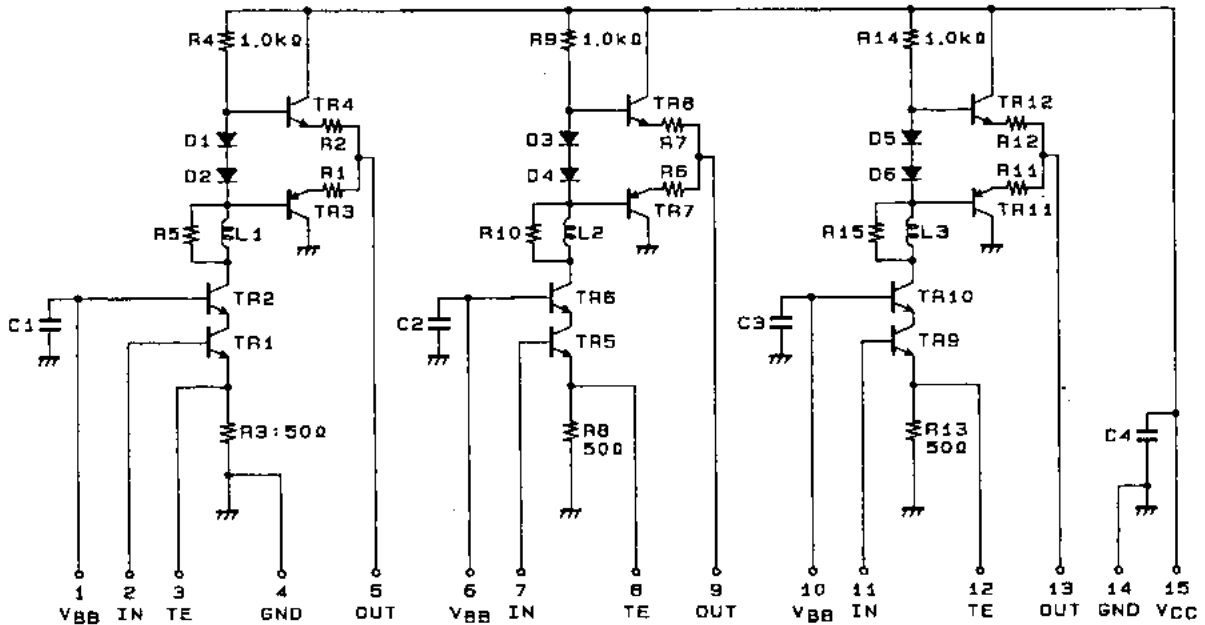 R4 1.0kΩ R9 1.0kΩ R14 1.0kΩ
TR4 TR8 TR12
D1 R2 D3 R7 D5 R12
D2 R1 D4 R6 D6 R11
TR3 TR7 TR11
R5 L1 R10 L2 R15 L3
TR2 TR6 TR10
C1 C2 C3
TR1 TR5 TR9
R3:50Ω R8 50Ω R13 50Ω C4
1 2 3 4 5 6 7 8 9 10 11 12 13 14 15
VBB IN TE GND OUT VBB IN TE OUT VBB IN TE OUT GND VCC